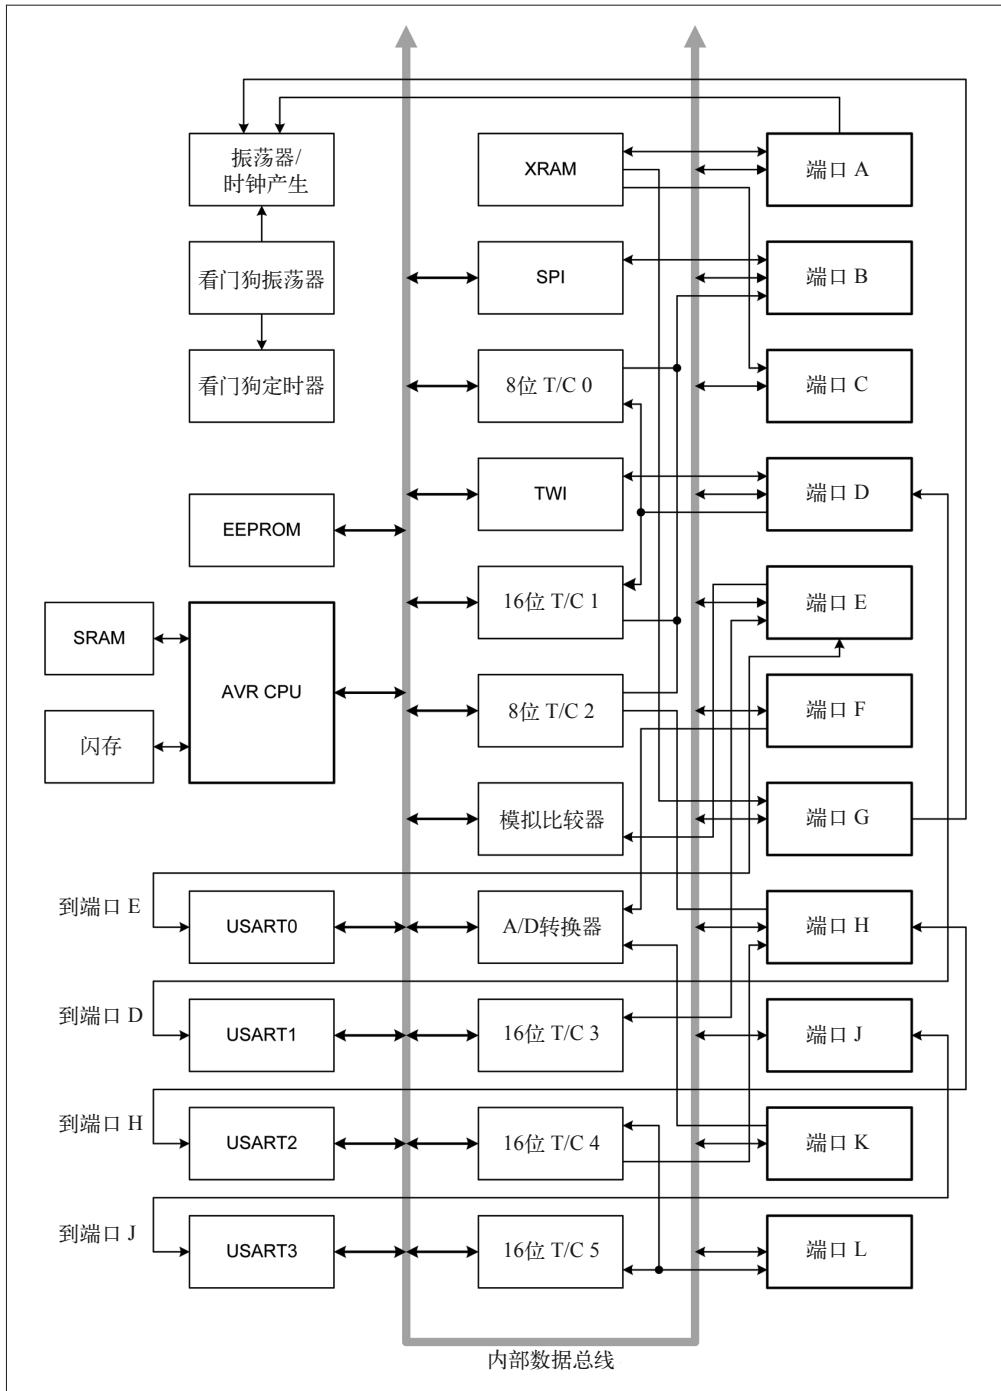 振荡器/
时钟产生
XRAM
端口 A
看门狗振荡器
SPI
端口 B
看门狗定时器
8位 T/C 0
端口 C
EEPROM
TWI
端口 D
SRAM
AVR CPU
16位 T/C 1
端口 E
闪存
8位 T/C 2
端口 F
模拟比较器
端口 G
到端口 E
USART0
A/D转换器
端口 H
到端口 D
USART1
16位 T/C 3
端口 J
到端口 H
USART2
16位 T/C 4
端口 K
到端口 J
USART3
16位 T/C 5
端口 L
内部数据总线